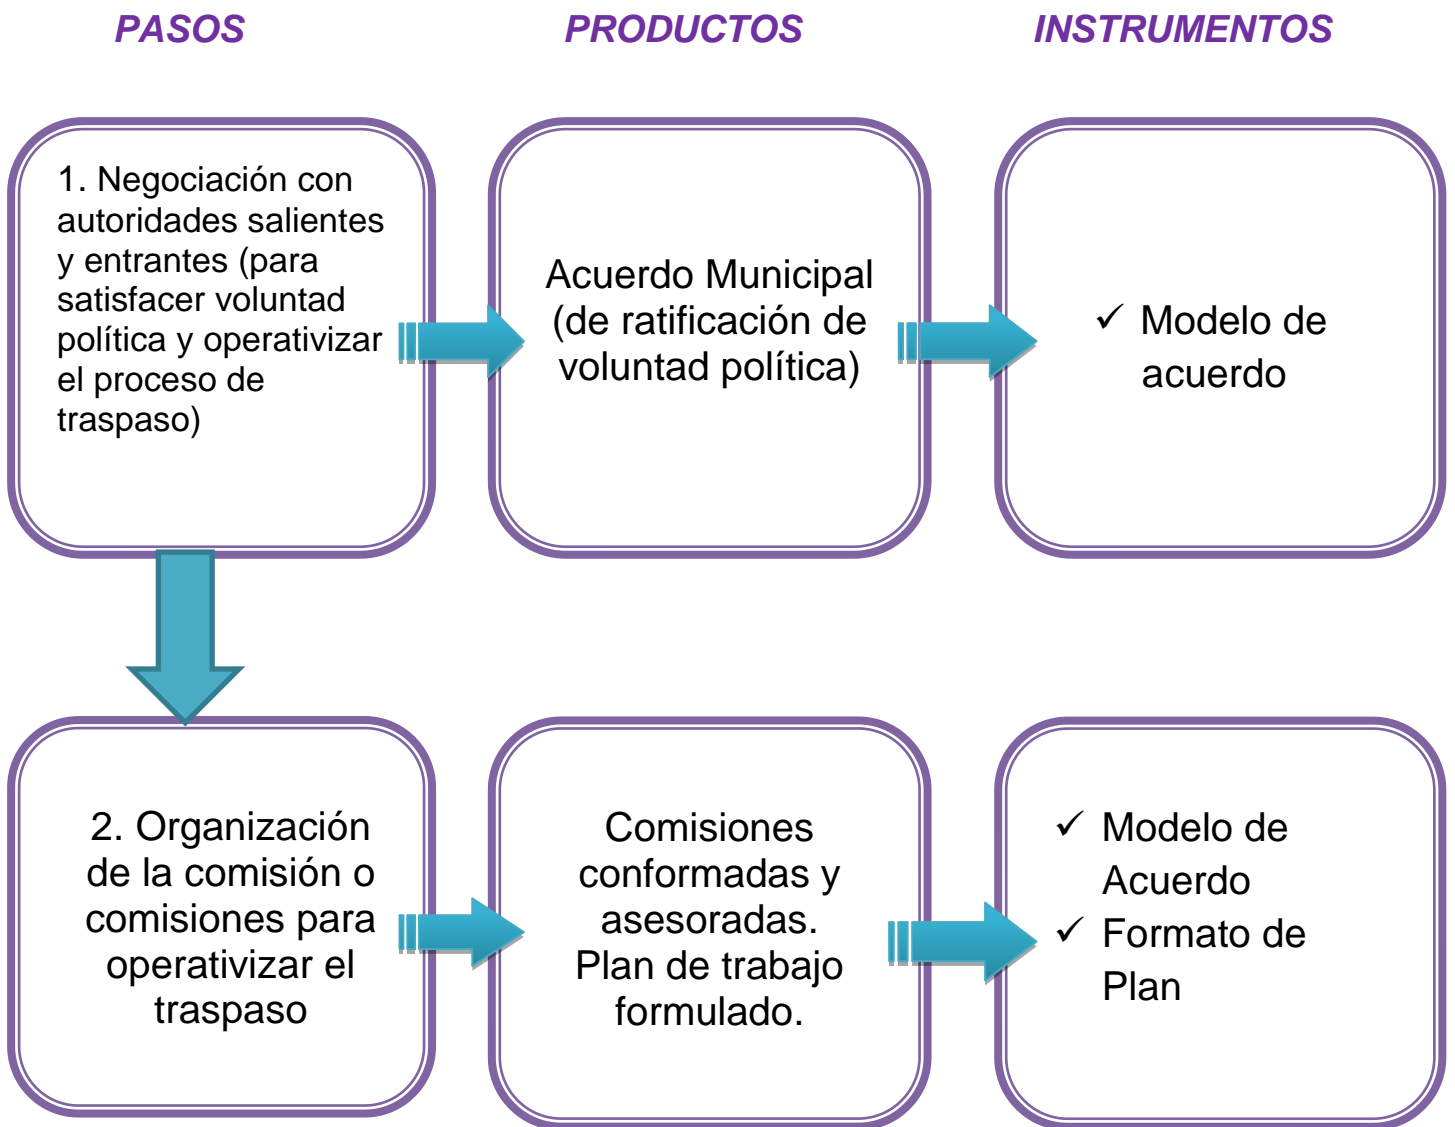 PASOS PRODUCTOS INSTRUMENTOS
1. Negociación con
autoridades salientes
y entrantes (para
satisfacer voluntad
política y operativizar
el proceso de
traspaso)
Acuerdo Municipal
(de ratificación de
voluntad política)
✓ Modelo de
acuerdo
2. Organización
de la comisión o
comisiones para
operativizar el
traspaso
Comisiones
conformadas y
asesoradas.
Plan de trabajo
formulado.
✓ Modelo de
Acuerdo
✓ Formato de
Plan